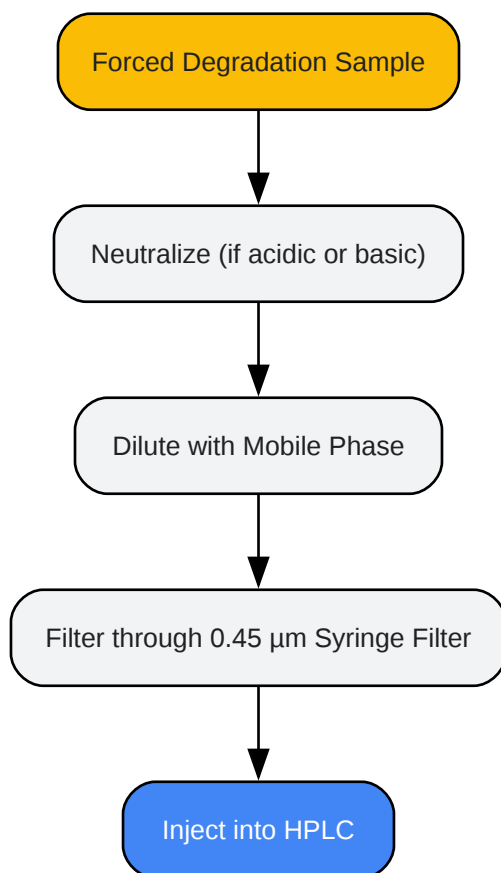 Forced Degradation Sample
Neutralize (if acidic or basic)
Dilute with Mobile Phase
Filter through 0.45 µm Syringe Filter
Inject into HPLC